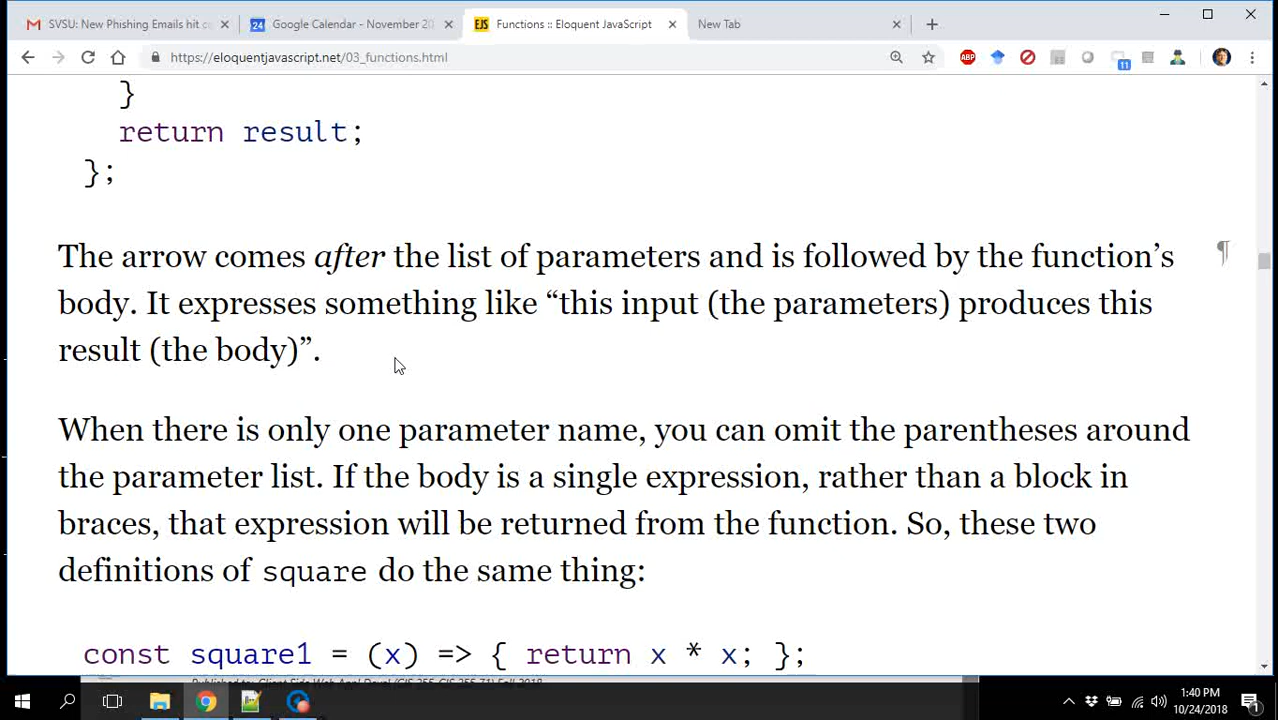 SVSU: New Phishing Emails hit
Google Calendar - November 20
EJS
Functions :: Eloquent JavaScript
New Tab
https://eloquentjavascript.net/03_functions.html
ABP
11
}
return result;
};
The arrow comes after the list of parameters and is followed by the function’s
body. It expresses something like “this input (the parameters) produces this
result (the body)”.
¶
When there is only one parameter name, you can omit the parentheses around
the parameter list. If the body is a single expression, rather than a block in
braces, that expression will be returned from the function. So, these two
definitions of square do the same thing:
const square1 = (x) => { return x * x; };
1:40 PM
10/24/2018